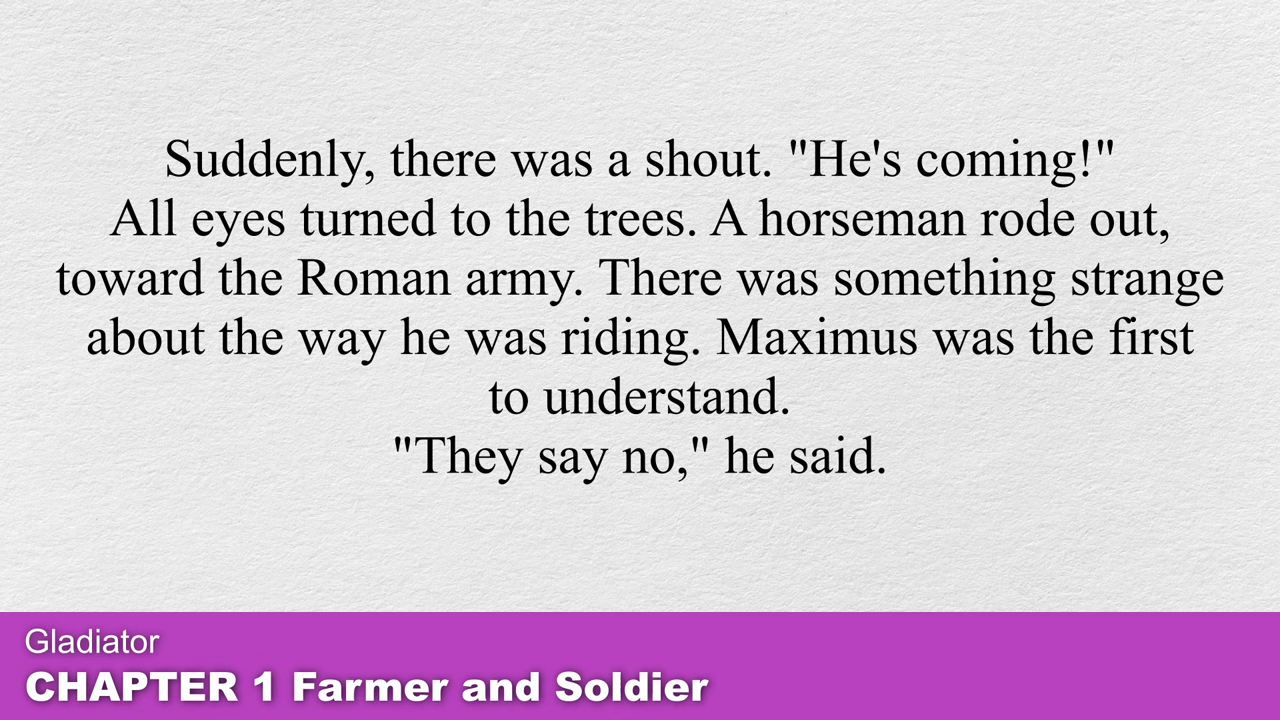 Suddenly, there was a shout. "He's coming!"
All eyes turned to the trees. A horseman rode out,
toward the Roman army. There was something strange
about the way he was riding. Maximus was the first
to understand.
"They say no," he said.
Gladiator
CHAPTER 1 Farmer and Soldier